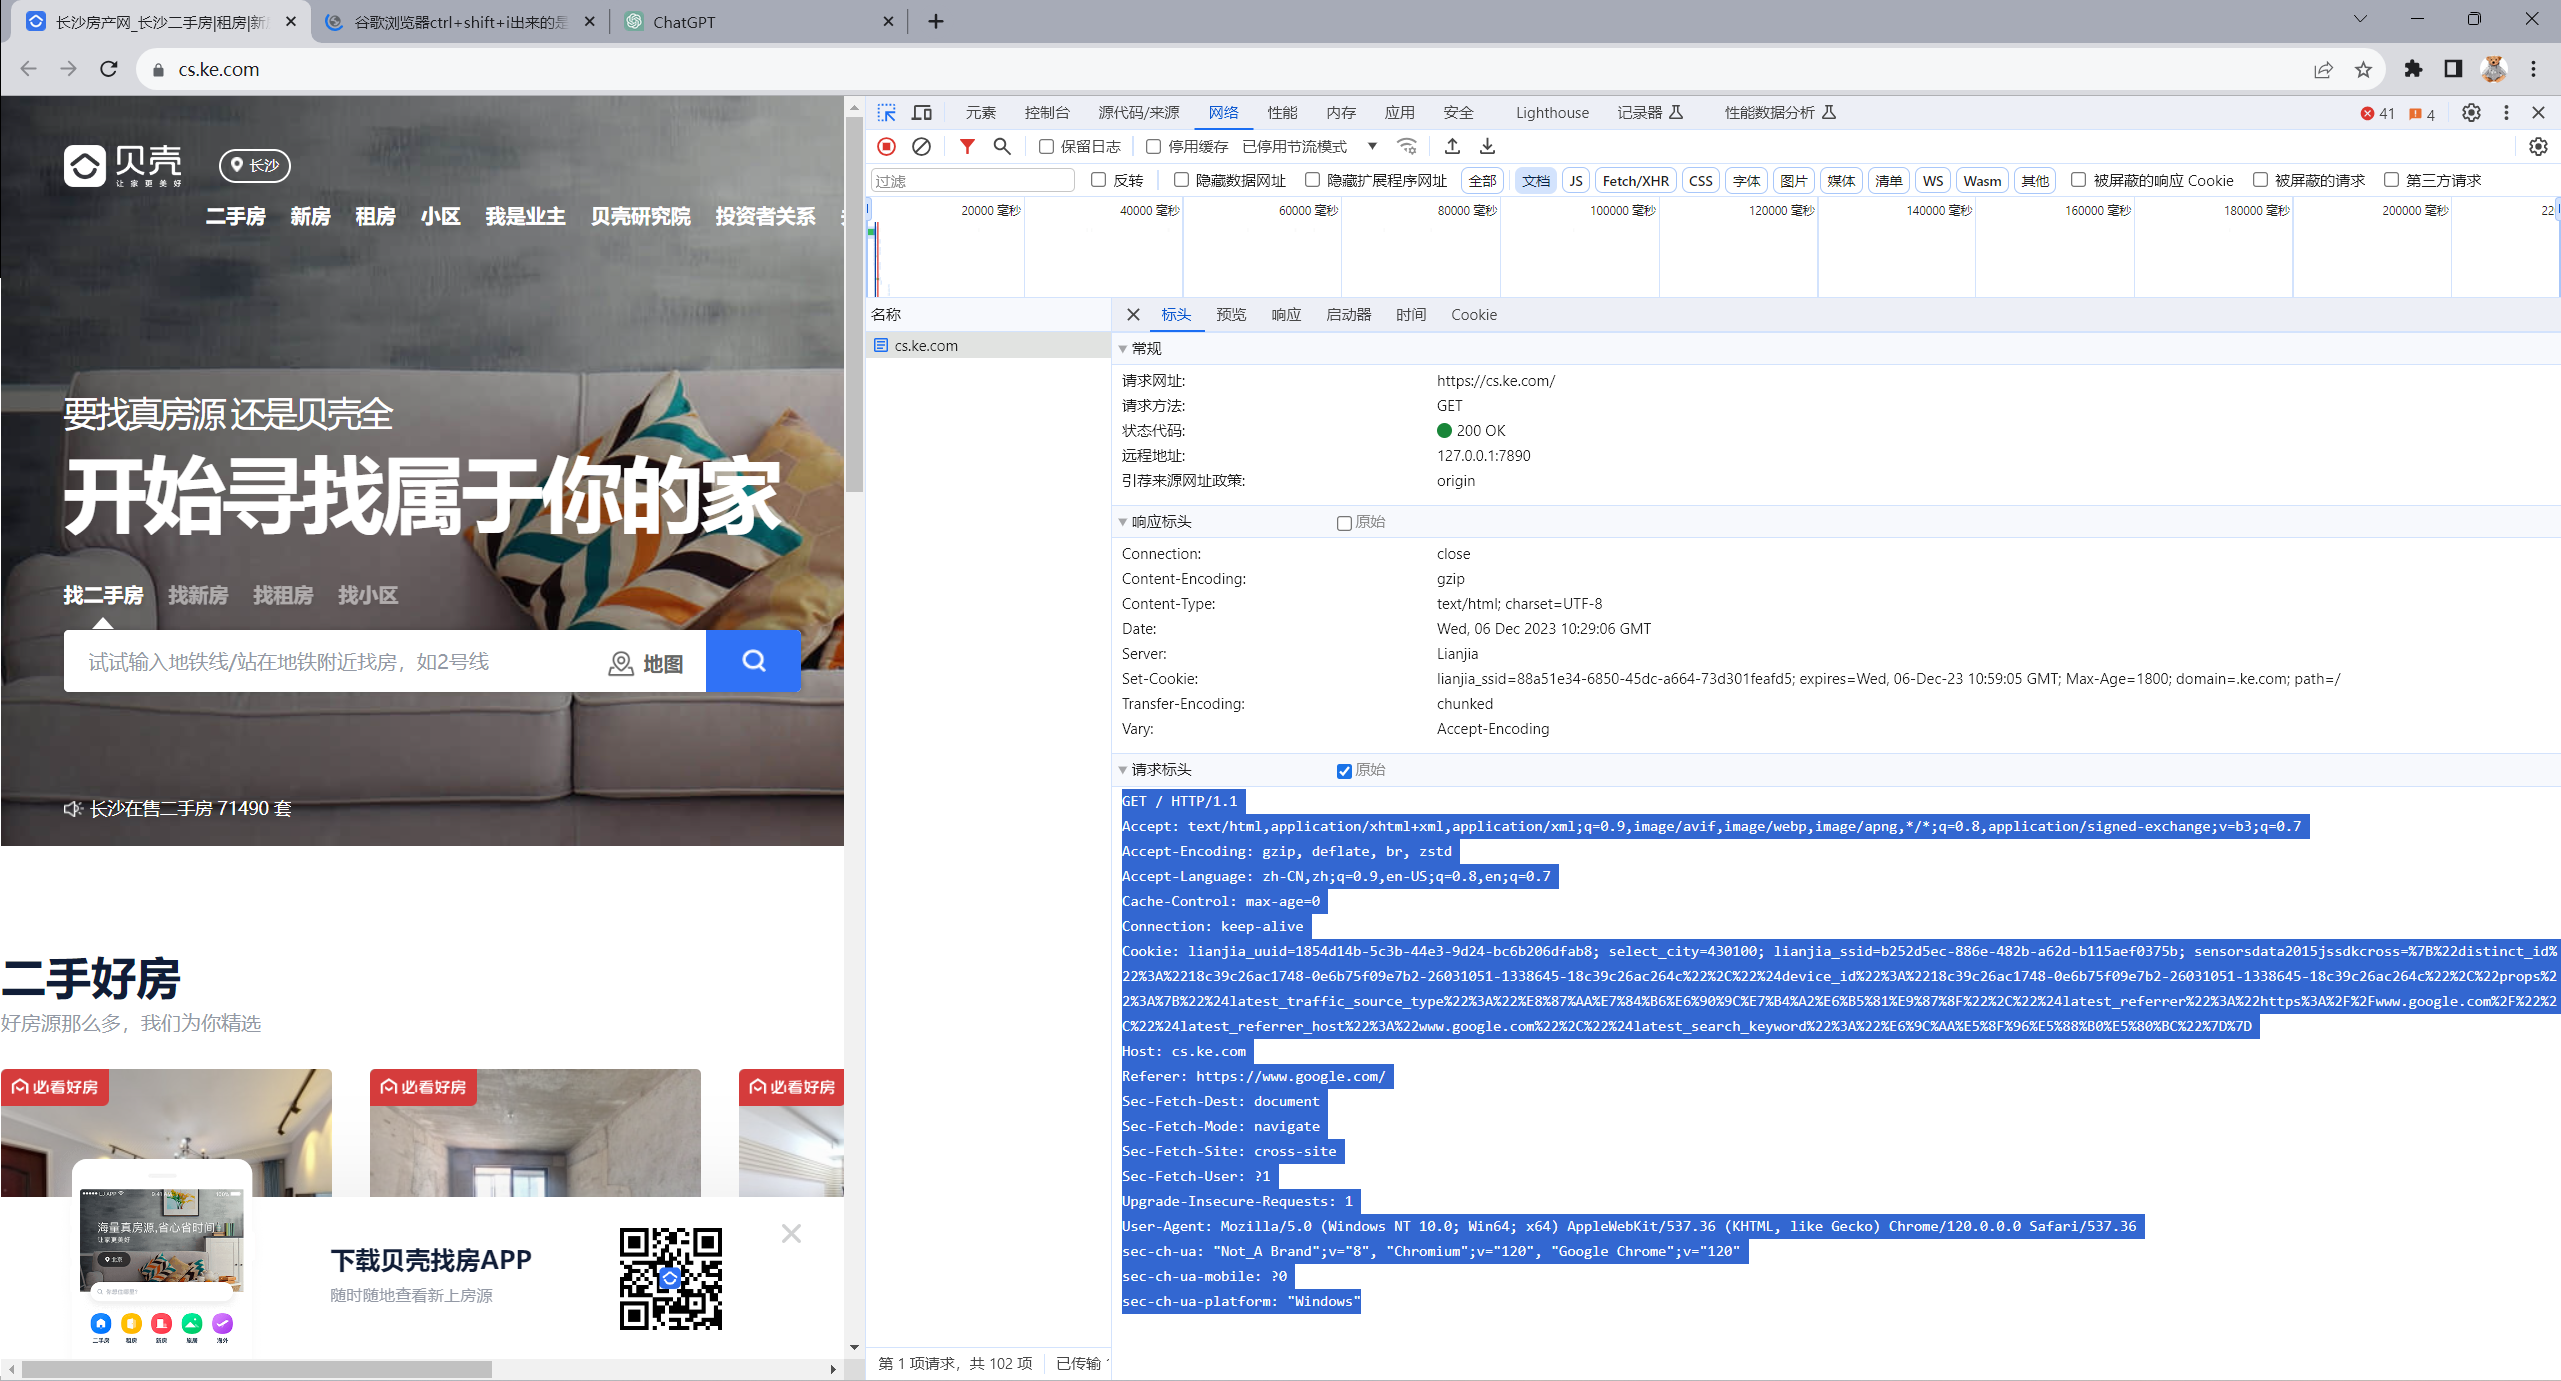 长沙房产网_长沙二手房|租房|新
谷歌浏览器ctrl+shift+i出来的是
ChatGPT
cs.ke.com
贝壳
让家更美好
长沙
二手房 新房 租房 小区 我是业主 贝壳研究院 投资者关系
要找真房源 还是贝壳全
开始寻找属于你的家
找二手房 找新房 找租房 找小区
试试输入地铁线/站在地铁附近找房，如2号线
地图
长沙在售二手房 71490 套
二手好房
好房源那么多，我们为你精选
必看好房
必看好房
必看好房
海量真房源,省心省时间
让家更美好
北京
二手房 租房 新房 海外
下载贝壳找房APP
随时随地查看新上房源
元素 控制台 源代码/来源 网络 性能 内存 应用 安全 Lighthouse 记录器 性能数据分析 41 4
保留日志 停用缓存 已停用节流模式
过滤 反转 隐藏数据网址 隐藏扩展程序网址 全部 文档 JS Fetch/XHR CSS 字体 图片 媒体 清单 WS Wasm 其他 被屏蔽的响应 Cookie 被屏蔽的请求 第三方请求
20000 毫秒 40000 毫秒 60000 毫秒 80000 毫秒 100000 毫秒 120000 毫秒 140000 毫秒 160000 毫秒 180000 毫秒 200000 毫秒 22
名称
cs.ke.com
标头 预览 响应 启动器 时间 Cookie
常规
请求网址: https://cs.ke.com/
请求方法: GET
状态代码: 200 OK
远程地址: 127.0.0.1:7890
引荐来源网址政策: origin
响应标头 原始
Connection: close
Content-Encoding: gzip
Content-Type: text/html; charset=UTF-8
Date: Wed, 06 Dec 2023 10:29:06 GMT
Server: Lianjia
Set-Cookie: lianjia_ssid=88a51e34-6850-45dc-a664-73d301feafd5; expires=Wed, 06-Dec-23 10:59:05 GMT; Max-Age=1800; domain=.ke.com; path=/
Transfer-Encoding: chunked
Vary: Accept-Encoding
请求标头 原始
GET / HTTP/1.1
Accept: text/html,application/xhtml+xml,application/xml;q=0.9,image/avif,image/webp,image/apng,*/*;q=0.8,application/signed-exchange;v=b3;q=0.7
Accept-Encoding: gzip, deflate, br, zstd
Accept-Language: zh-CN,zh;q=0.9,en-US;q=0.8,en;q=0.7
Cache-Control: max-age=0
Connection: keep-alive
Cookie: lianjia_uuid=1854d14b-5c3b-44e3-9d24-bc6b206dfab8; select_city=430100; lianjia_ssid=b252d5ec-886e-482b-a62d-b115aef0375b; sensorsdata2015jssdkcross=%7B%22distinct_id%
22%3A%2218c39c26ac1748-0e6b75f09e7b2-26031051-1338645-18c39c26ac264c%22%2C%22%24device_id%22%3A%2218c39c26ac1748-0e6b75f09e7b2-26031051-1338645-18c39c26ac264c%22%2C%22props%2
2%3A%7B%22%24latest_traffic_source_type%22%3A%22%E8%87%AA%E7%84%B6%E6%90%9C%E7%B4%A2%E6%B5%81%E9%87%8F%22%2C%22%24latest_referrer%22%3A%22https%3A%2F%2Fwww.google.com%2F%22%2
C%22%24latest_referrer_host%22%3A%22www.google.com%22%2C%22%24latest_search_keyword%22%3A%22%E6%9C%AA%E5%8F%96%E5%88%B0%E5%80%BC%22%7D%7D
Host: cs.ke.com
Referer: https://www.google.com/
Sec-Fetch-Dest: document
Sec-Fetch-Mode: navigate
Sec-Fetch-Site: cross-site
Sec-Fetch-User: ?1
Upgrade-Insecure-Requests: 1
User-Agent: Mozilla/5.0 (Windows NT 10.0; Win64; x64) AppleWebKit/537.36 (KHTML, like Gecko) Chrome/120.0.0.0 Safari/537.36
sec-ch-ua: "Not_A Brand";v="8", "Chromium";v="120", "Google Chrome";v="120"
sec-ch-ua-mobile: ?0
sec-ch-ua-platform: "Windows"
第 1 项请求，共 102 项 已传输